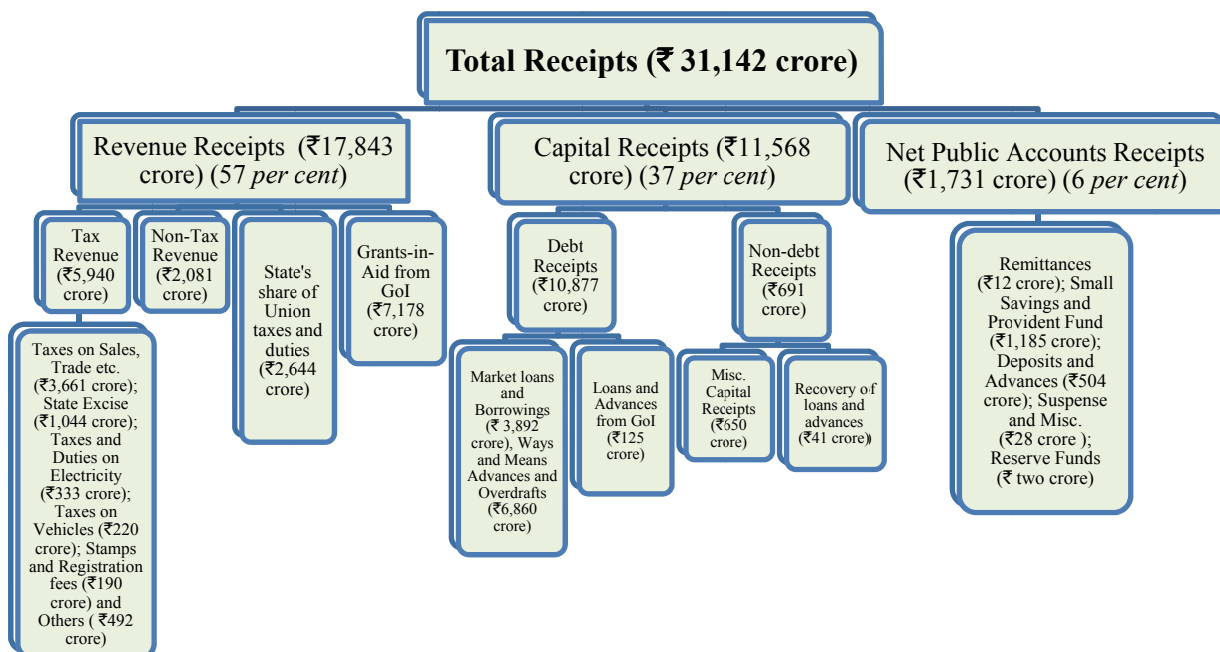 Total Receipts (₹ 31,142 crore)
Revenue Receipts (₹17,843
crore) (57 per cent)
Capital Receipts (₹11,568
crore) (37 per cent)
Net Public Accounts Receipts
(₹1,731 crore) (6 per cent)
Tax
Revenue
(₹5,940
crore)
Non-Tax
Revenue
(₹2,081
crore)
State's
share of
Union
taxes and
duties
(₹2,644
crore)
Grants-in-
Aid from
GoI
(₹7,178
crore)
Debt
Receipts
(₹10,877
crore)
Non-debt
Receipts
(₹691
crore)
Taxes on Sales,
Trade etc.
(₹3,661 crore);
State Excise
(₹1,044 crore);
Taxes and
Duties on
Electricity
(₹333 crore);
Taxes on
Vehicles (₹220
crore); Stamps
and
Registration
fees (₹190
crore) and
Others ( ₹492
crore)
Market loans
and
Borrowings
(₹ 3,892
crore), Ways
and Means
Advances and
Overdrafts
(₹6,860
crore)
Loans and
Advances
from GoI
(₹125
crore)
Misc.
Capital
Receipts
(₹650
crore)
Recovery of
loans and
advances
(₹41 crore)
Remittances
(₹12 crore); Small
Savings and
Provident Fund
(₹1,185 crore);
Deposits and
Advances (₹504
crore); Suspense
and Misc.
(₹28 crore );
Reserve Funds
(₹ two crore)